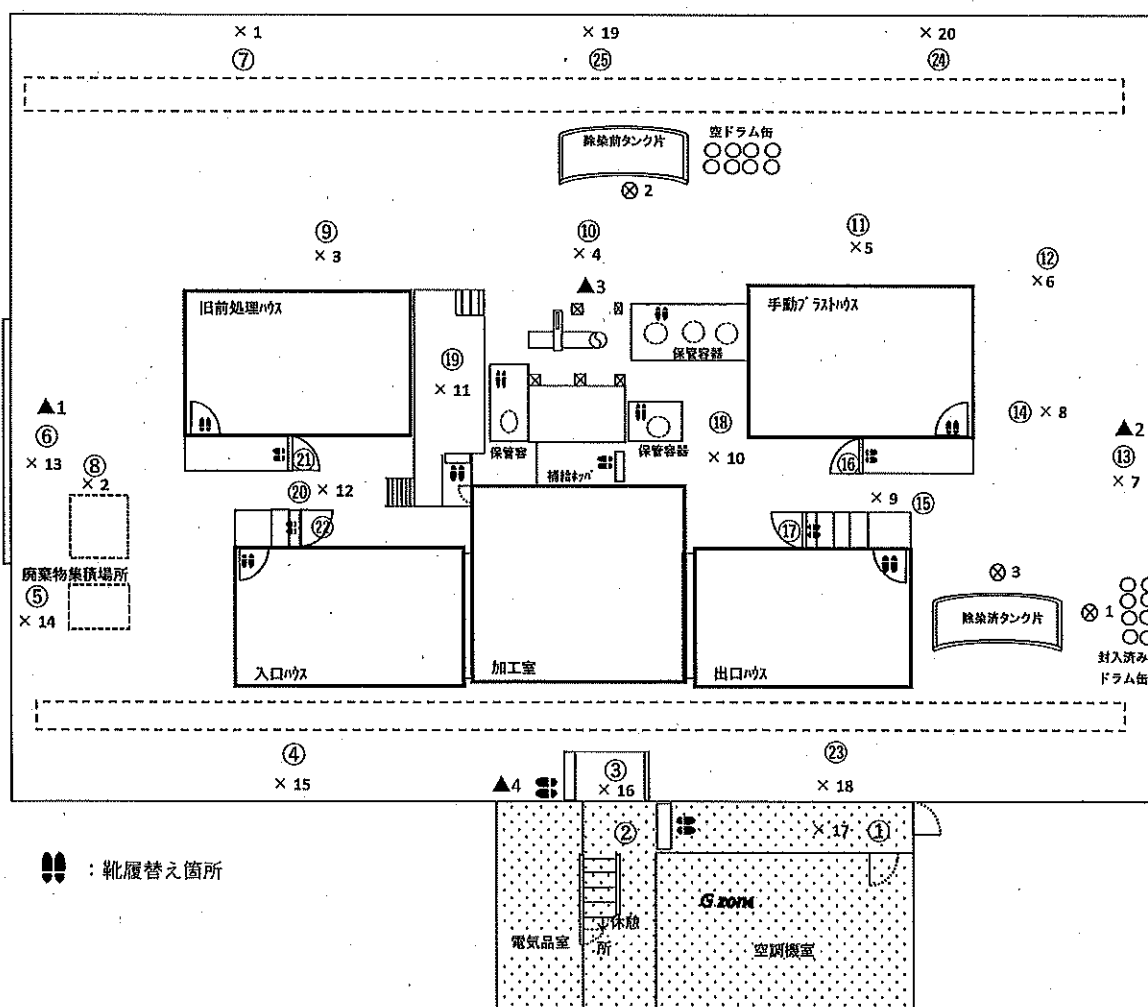 × 1
× 19
× 20
⑦
㉕
㉔
除染前タンク片
空ドラム缶
⊗ 2
⑨
⑩
⑪
× 3
× 4
× 5
⑫
× 6
▲3
旧前処理ハウス
手動ブラストハウス
保管容器
⑲
× 11
▲1
⑥
× 13
⑧
× 2
⑱
× 10
⑭ × 8
▲2
⑬
× 7
㉑
保管容
保管容器
⑯
⑳ × 12
補給ホッパ
× 9 ⑮
㉒
⑰
廃棄物集積場所
⑤
× 14
⊗ 3
除染済タンク片
⊗ 1
封入済み
ドラム缶
入口ハウス
加工室
出口ハウス
④
× 15
▲4
③
× 16
㉓
× 18
②
× 17 ①
：靴履替え箇所
G zone
電気品室
休憩
所
空調機室